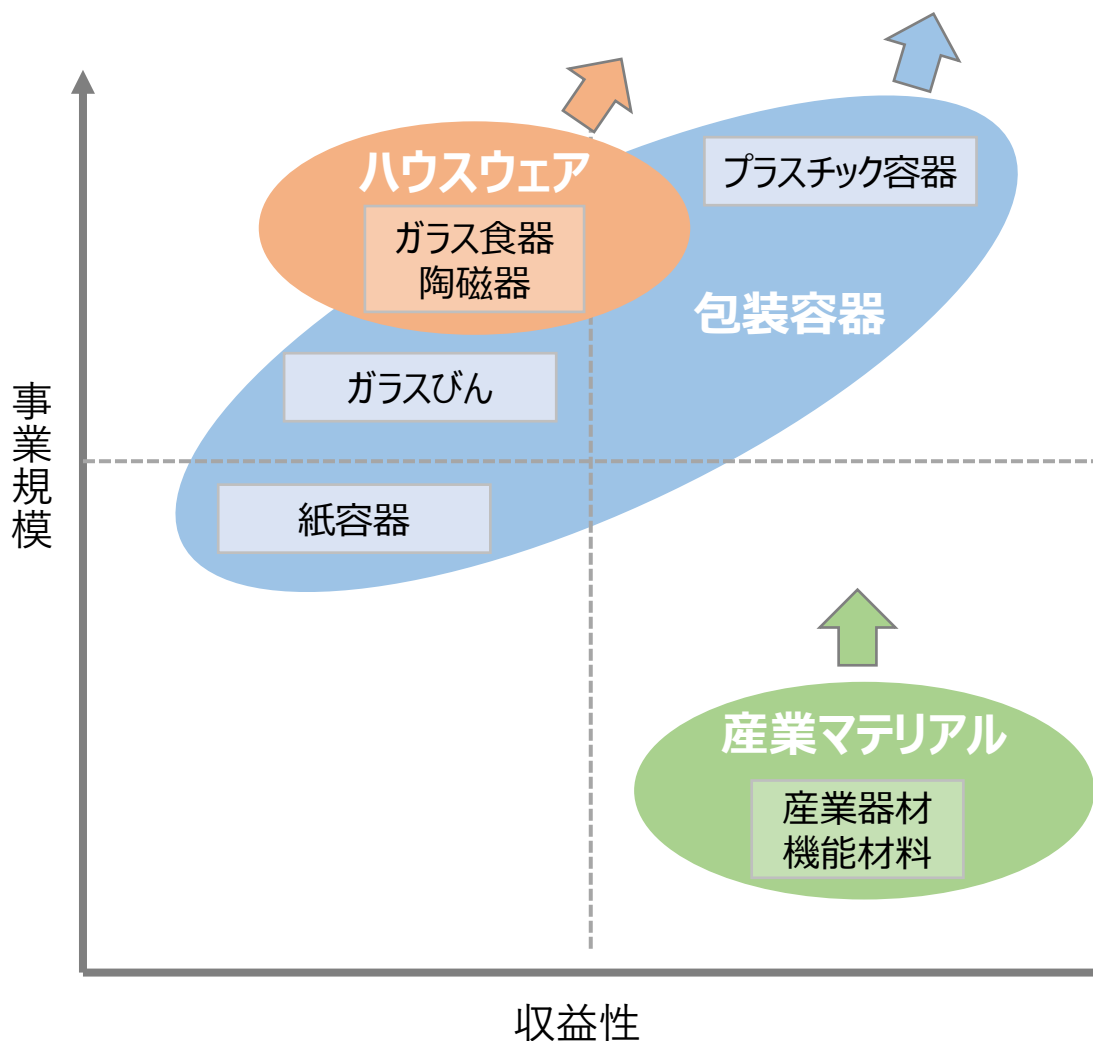 ハウスウェア
ガラス食器
陶磁器
プラスチック容器
包装容器
ガラスびん
紙容器
事業規模
産業マテリアル
産業器材
機能材料
収益性